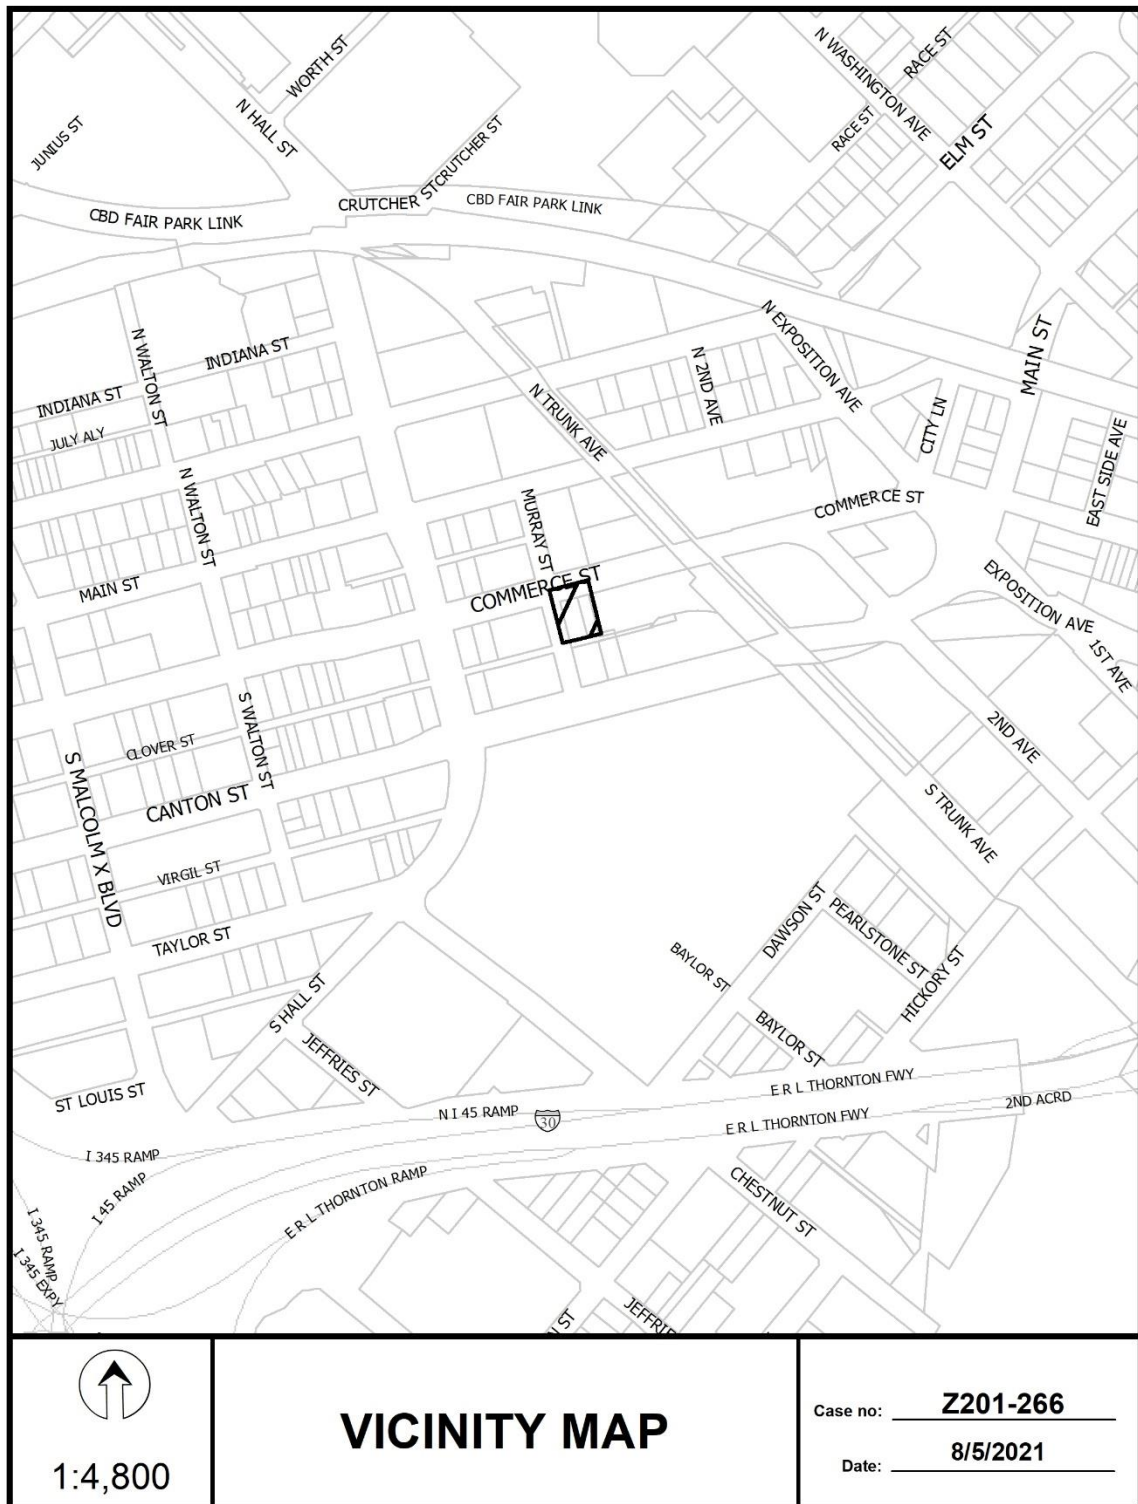 WORTH ST
N WASHINGTON AVE
RACE ST
N HALL ST
JUNIUS ST
RACE ST
ELM ST
CRUTCHER ST
CRUTCHER ST
CBD FAIR PARK LINK
CBD FAIR PARK LINK
N EXPOSITION AVE
MAIN ST
N WALTON ST
INDIANA ST
N 2ND AVE
INDIANA ST
N TRUNK AVE
CITY LN
JULY ALY
EAST SIDE AVE
N WALTON ST
MURRAY ST
COMMERCE ST
MAIN ST
COMMERCE ST
EXPOSITION AVE
1ST AVE
S WALTON ST
CLOVER ST
2ND AVE
S MALCOLM X BLVD
CANTON ST
S TRUNK AVE
VIRGIL ST
DAWSON ST
PEARLSTONE ST
TAYLOR ST
BAYLOR ST
HICKORY ST
S HALL ST
BAYLOR ST
JEFFRIES ST
ST LOUIS ST
E R L THORNTON FWY
N I 45 RAMP
30
E R L THORNTON FWY
2ND ACRD
I 345 RAMP
I 45 RAMP
E R L THORNTON RAMP
CHESTNUT ST
I 345 RAMP
I 345 EXPY
N ST
JEFFRIE
1:4,800
VICINITY MAP
Case no: Z201-266
Date: 8/5/2021